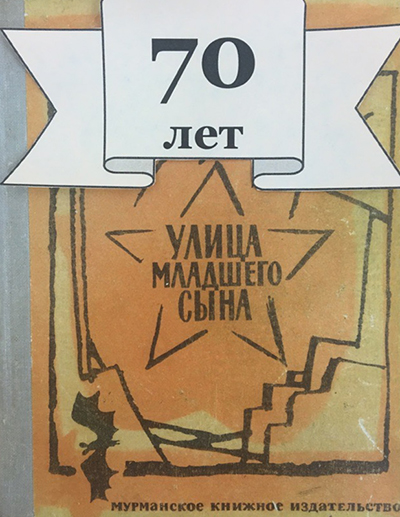 70
лет
УЛИЦА
МЛАДШЕГО
СЫНА
МУРМАНСКОЕ КНИЖНОЕ ИЗДАТЕЛЬСТВО